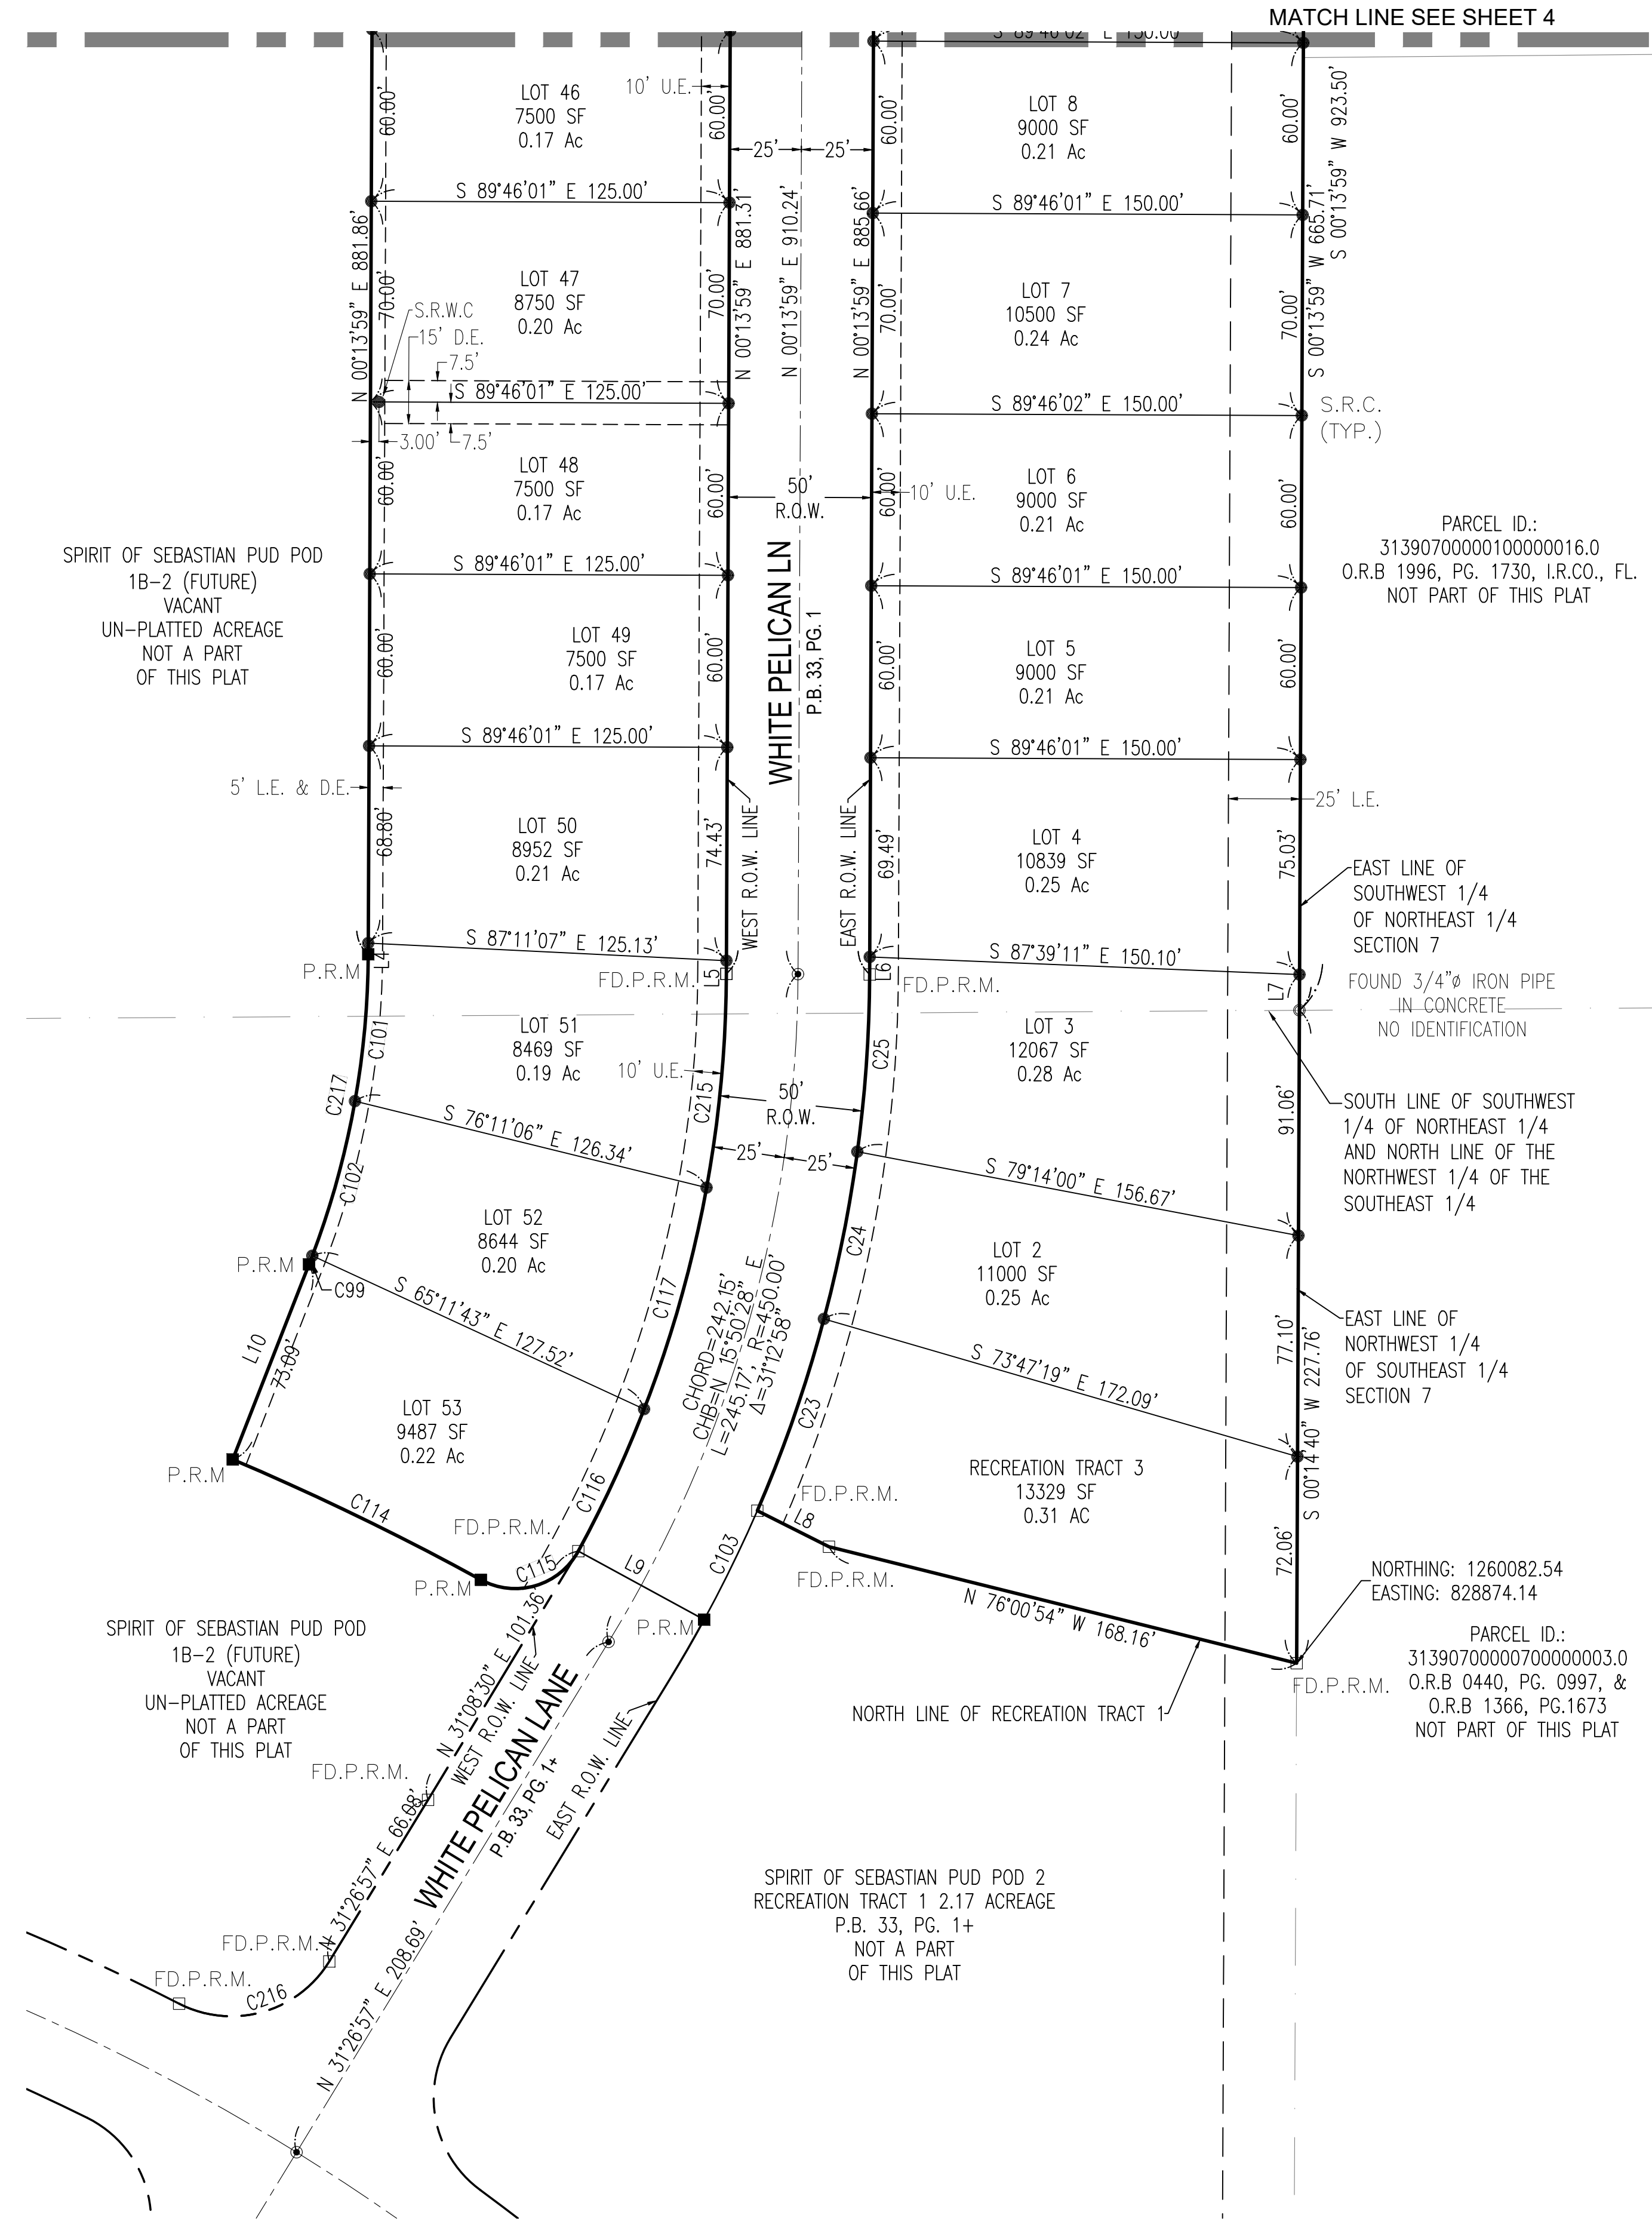 MATCH LINE SEE SHEET 4
S 89°46'02" E 150.00'
60.00'
LOT 46
7500 SF
0.17 Ac
10' U.E.
60.00'
25'
25'
60.00'
LOT 8
9000 SF
0.21 Ac
60.00'
S 00°13'59" W 923.50'
S 89°46'01" E 125.00'
S 89°46'01" E 150.00'
N 00°13'59" E 881.86'
N 00°13'59" E 881.31'
N 00°13'59" E 910.24'
N 00°13'59" E 885.66'
S 00°13'59" W 665.71'
70.00'
LOT 47
8750 SF
0.20 Ac
70.00'
70.00'
LOT 7
10500 SF
0.24 Ac
70.00'
S.R.W.C
15' D.E.
7.5'
S 89°46'01" E 125.00'
3.00'
7.5'
S 89°46'02" E 150.00'
S.R.C.
(TYP.)
60.00'
LOT 48
7500 SF
0.17 Ac
60.00'
50'
R.O.W.
60.00'
10' U.E.
LOT 6
9000 SF
0.21 Ac
60.00'
SPIRIT OF SEBASTIAN PUD POD
1B-2 (FUTURE)
VACANT
UN-PLATTED ACREAGE
NOT A PART
OF THIS PLAT
PARCEL ID.:
31390700000100000016.0
O.R.B 1996, PG. 1730, I.R.CO., FL.
NOT PART OF THIS PLAT
S 89°46'01" E 125.00'
S 89°46'01" E 150.00'
60.00'
LOT 49
7500 SF
0.17 Ac
60.00'
WHITE PELICAN LN
P.B. 33, PG. 1
60.00'
LOT 5
9000 SF
0.21 Ac
60.00'
S 89°46'01" E 125.00'
S 89°46'01" E 150.00'
5' L.E. & D.E.
25' L.E.
68.80'
LOT 50
8952 SF
0.21 Ac
74.43'
WEST R.O.W. LINE
EAST R.O.W. LINE
69.49'
LOT 4
10839 SF
0.25 Ac
75.03'
EAST LINE OF
SOUTHWEST 1/4
OF NORTHEAST 1/4
SECTION 7
S 87°11'07" E 125.13'
S 87°39'11" E 150.10'
P.R.M
L4
FD.P.R.M.
L5
L6
FD.P.R.M.
L7
FOUND 3/4"ø IRON PIPE
IN CONCRETE
NO IDENTIFICATION
C101
LOT 51
8469 SF
0.19 Ac
10' U.E.
C215
C25
LOT 3
12067 SF
0.28 Ac
C217
50'
R.O.W.
91.06'
SOUTH LINE OF SOUTHWEST
1/4 OF NORTHEAST 1/4
AND NORTH LINE OF THE
NORTHWEST 1/4 OF THE
SOUTHEAST 1/4
S 76°11'06" E 126.34'
25'
25'
S 79°14'00" E 156.67'
C102
LOT 52
8644 SF
0.20 Ac
P.R.M
C99
C117
C24
LOT 2
11000 SF
0.25 Ac
S 65°11'43" E 127.52'
CHORD=242.15'
CHB=N 15°50'28" E
L=245.17', R=450.00'
Δ=31°12'58"
S 73°47'19" E 172.09'
77.10'
S 00°14'40" W 227.76'
EAST LINE OF
NORTHWEST 1/4
OF SOUTHEAST 1/4
SECTION 7
L10
73.09'
LOT 53
9487 SF
0.22 Ac
C23
P.R.M
C114
C116
FD.P.R.M.
RECREATION TRACT 3
13329 SF
0.31 AC
FD.P.R.M.
L8
72.06'
C115
P.R.M
L9
C103
FD.P.R.M.
N 76°00'54" W 168.16'
NORTHING: 1260082.54
EASTING: 828874.14
P.R.M
SPIRIT OF SEBASTIAN PUD POD
1B-2 (FUTURE)
VACANT
UN-PLATTED ACREAGE
NOT A PART
OF THIS PLAT
N 31°08'30" E 101.36'
WEST R.O.W. LINE
PARCEL ID.:
31390700000700000003.0
O.R.B 0440, PG. 0997, &
O.R.B 1366, PG.1673
NOT PART OF THIS PLAT
FD.P.R.M.
NORTH LINE OF RECREATION TRACT 1
FD.P.R.M.
WHITE PELICAN LANE
P.B. 33, PG. 1+
EAST R.O.W. LINE
N 31°26'57" E 66.08'
SPIRIT OF SEBASTIAN PUD POD 2
RECREATION TRACT 1 2.17 ACREAGE
P.B. 33, PG. 1+
NOT A PART
OF THIS PLAT
FD.P.R.M.
FD.P.R.M.
C216
N 31°26'57" E 208.69'